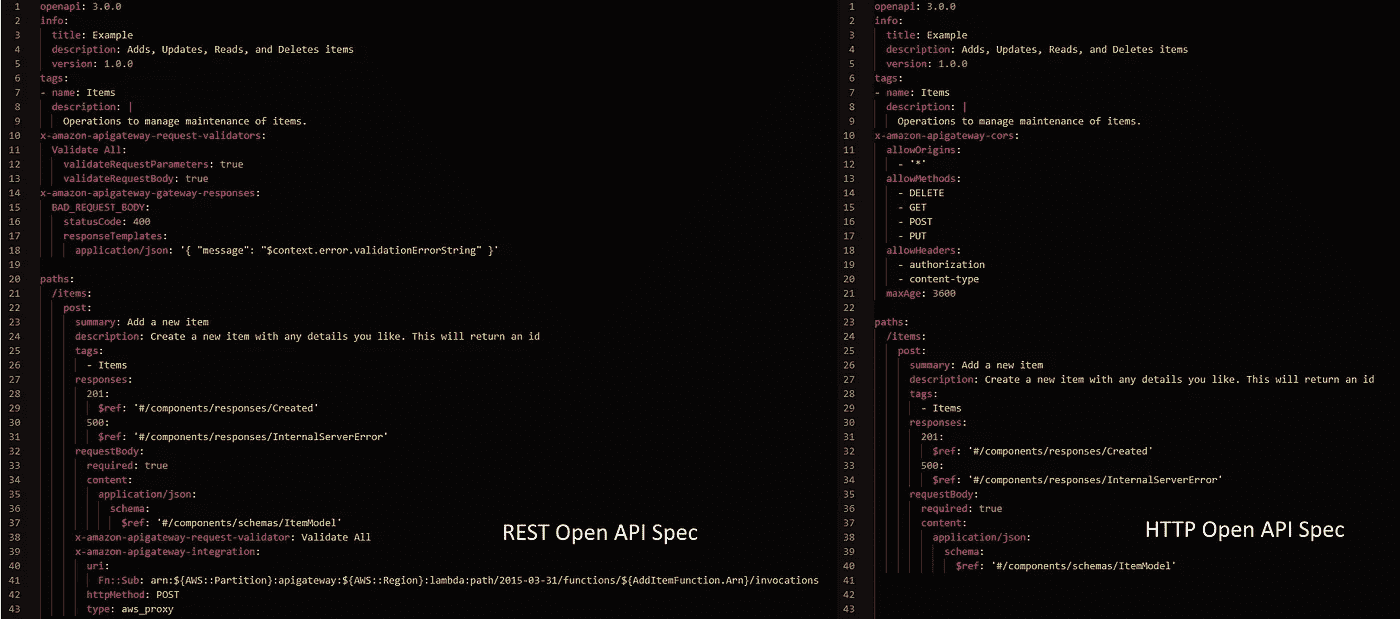 1 openapi: 3.0.0
2 info:
3   title: Example
4   description: Adds, Updates, Reads, and Deletes items
5   version: 1.0.0
6 tags:
7 - name: Items
8   description: |
9     Operations to manage maintenance of items.
10 x-amazon-apigateway-request-validators:
11   Validate All:
12     validateRequestParameters: true
13     validateRequestBody: true
14 x-amazon-apigateway-gateway-responses:
15   BAD_REQUEST_BODY:
16     statusCode: 400
17     responseTemplates:
18       application/json: '{ "message": "$context.error.validationErrorString" }'
19
20 paths:
21   /items:
22     post:
23       summary: Add a new item
24       description: Create a new item with any details you like. This will return an id
25       tags:
26         - Items
27       responses:
28         201:
29           $ref: '#/components/responses/Created'
30         500:
31           $ref: '#/components/responses/InternalServerError'
32       requestBody:
33         required: true
34         content:
35           application/json:
36             schema:
37               $ref: '#/components/schemas/ItemModel'
38       x-amazon-apigateway-request-validator: Validate All
39       x-amazon-apigateway-integration:
40         uri:
41           Fn::Sub: arn:${AWS::Partition}:apigateway:${AWS::Region}:lambda:path/2015-03-31/functions/${AddItemFunction.Arn}/invocations
42         httpMethod: POST
43         type: aws_proxy
REST Open API Spec
1 openapi: 3.0.0
2 info:
3   title: Example
4   description: Adds, Updates, Reads, and Deletes items
5   version: 1.0.0
6 tags:
7 - name: Items
8   description: |
9     Operations to manage maintenance of items.
10 x-amazon-apigateway-cors:
11   allowOrigins:
12     - '*'
13   allowMethods:
14     - DELETE
15     - GET
16     - POST
17     - PUT
18   allowHeaders:
19     - authorization
20     - content-type
21   maxAge: 3600
22
23 paths:
24   /items:
25     post:
26       summary: Add a new item
27       description: Create a new item with any details you like. This will return an id
28       tags:
29         - Items
30       responses:
31         201:
32           $ref: '#/components/responses/Created'
33         500:
34           $ref: '#/components/responses/InternalServerError'
35       requestBody:
36         required: true
37         content:
38           application/json:
39             schema:
40               $ref: '#/components/schemas/ItemModel'
41
42
43
HTTP Open API Spec